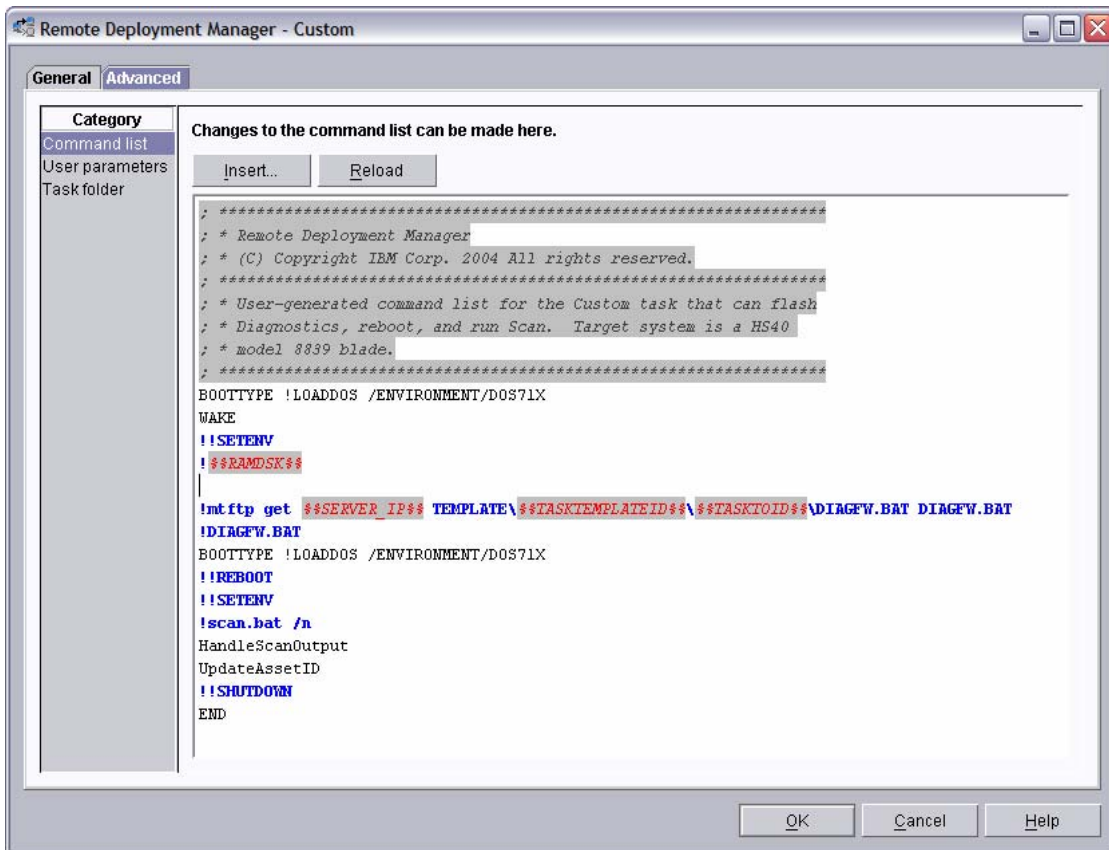 Remote Deployment Manager - Custom
General Advanced
Category
Command list
User parameters
Task folder
Changes to the command list can be made here.
Insert... Reload
; *****************************************************************
; * Remote Deployment Manager
; * (C) Copyright IBM Corp. 2004 All rights reserved.
; *****************************************************************
; * User-generated command list for the Custom task that can flash
; * Diagnostics, reboot, and run Scan.  Target system is a HS40
; * model 8839 blade.
; *****************************************************************
BOOTTYPE !LOADDOS /ENVIRONMENT/DOS71X
WAKE
!!SETENV
!$$RAMDSK$$
!mtftp get $$SERVER_IP$$ TEMPLATE\$$TASKTEMPLATEID$$\$$TASKTOID$$\DIAGFW.BAT DIAGFW.BAT
!DIAGFW.BAT
BOOTTYPE !LOADDOS /ENVIRONMENT/DOS71X
!!REBOOT
!!SETENV
!scan.bat /n
HandleScanOutput
UpdateAssetID
!!SHUTDOWN
END
OK Cancel Help